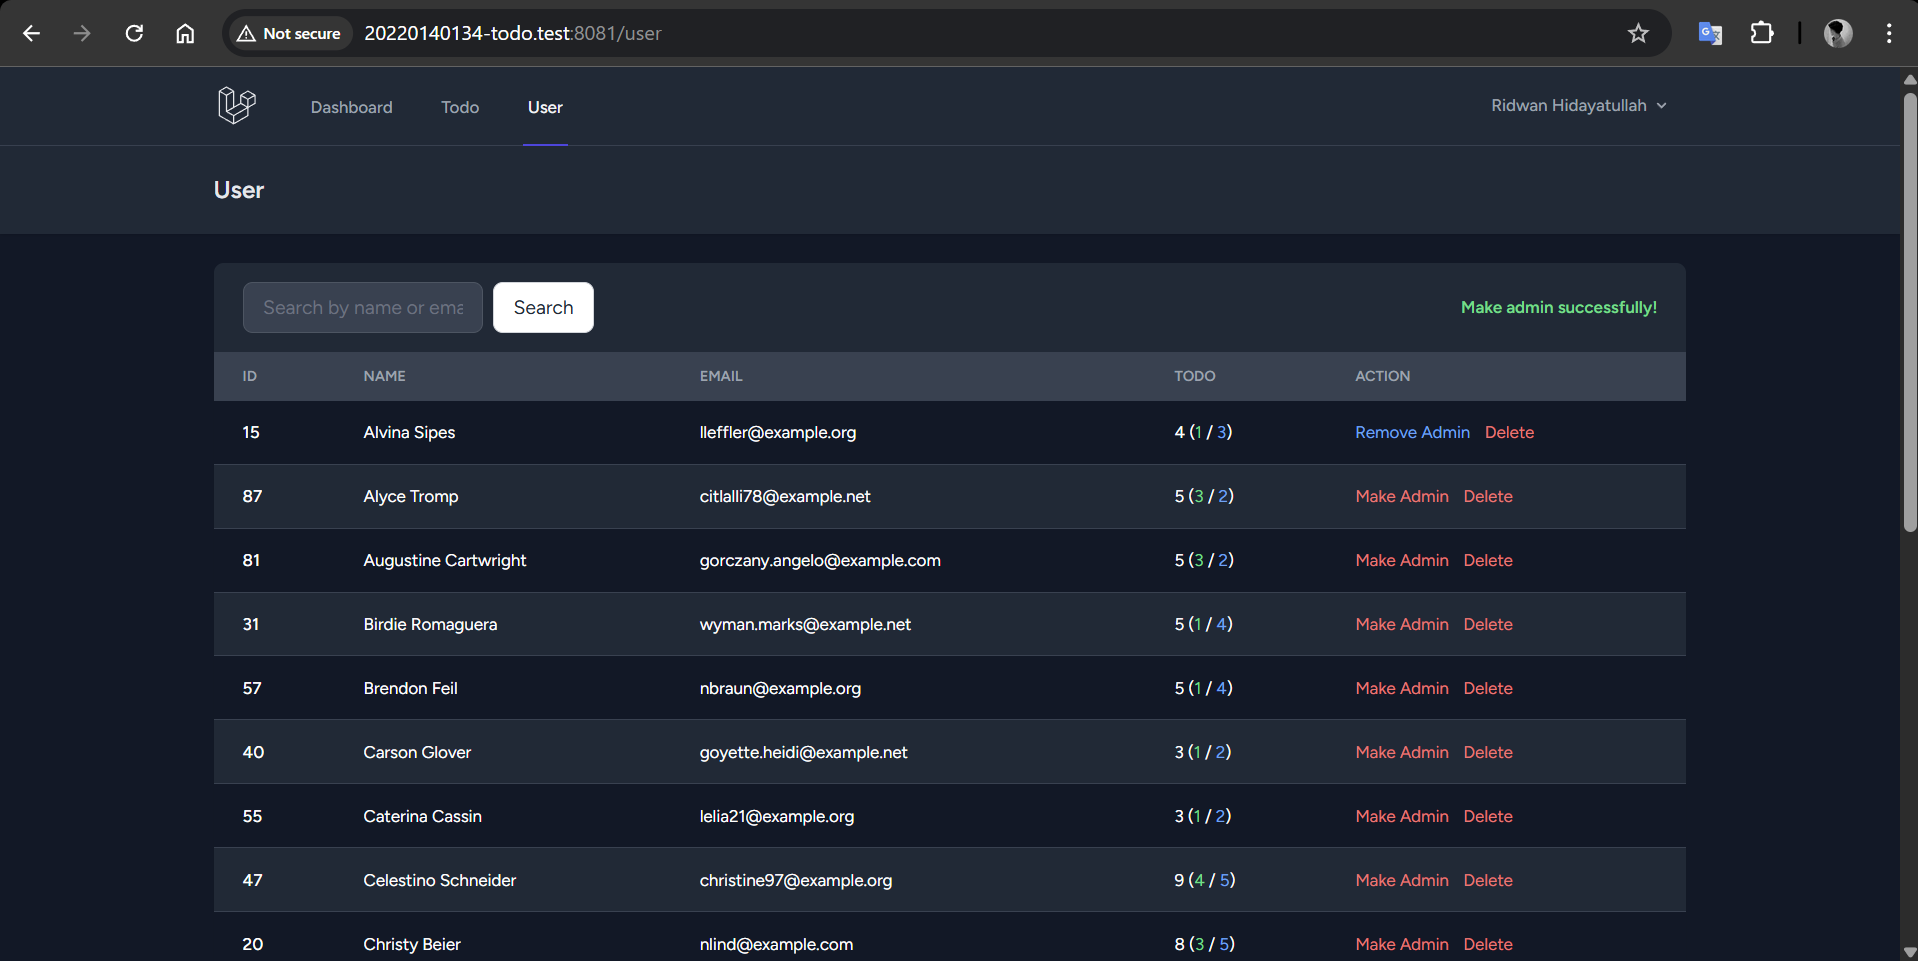 Not secure 20220140134-todo.test:8081/user
Dashboard Todo User Ridwan Hidayatullah
User
Search by name or ema Search Make admin successfully!
ID NAME EMAIL TODO ACTION
15 Alvina Sipes lleffler@example.org 4 (1 / 3) Remove Admin Delete
87 Alyce Tromp citlalli78@example.net 5 (3 / 2) Make Admin Delete
81 Augustine Cartwright gorczany.angelo@example.com 5 (3 / 2) Make Admin Delete
31 Birdie Romaguera wyman.marks@example.net 5 (1 / 4) Make Admin Delete
57 Brendon Feil nbraun@example.org 5 (1 / 4) Make Admin Delete
40 Carson Glover goyette.heidi@example.net 3 (1 / 2) Make Admin Delete
55 Caterina Cassin lelia21@example.org 3 (1 / 2) Make Admin Delete
47 Celestino Schneider christine97@example.org 9 (4 / 5) Make Admin Delete
20 Christy Beier nlind@example.com 8 (3 / 5) Make Admin Delete